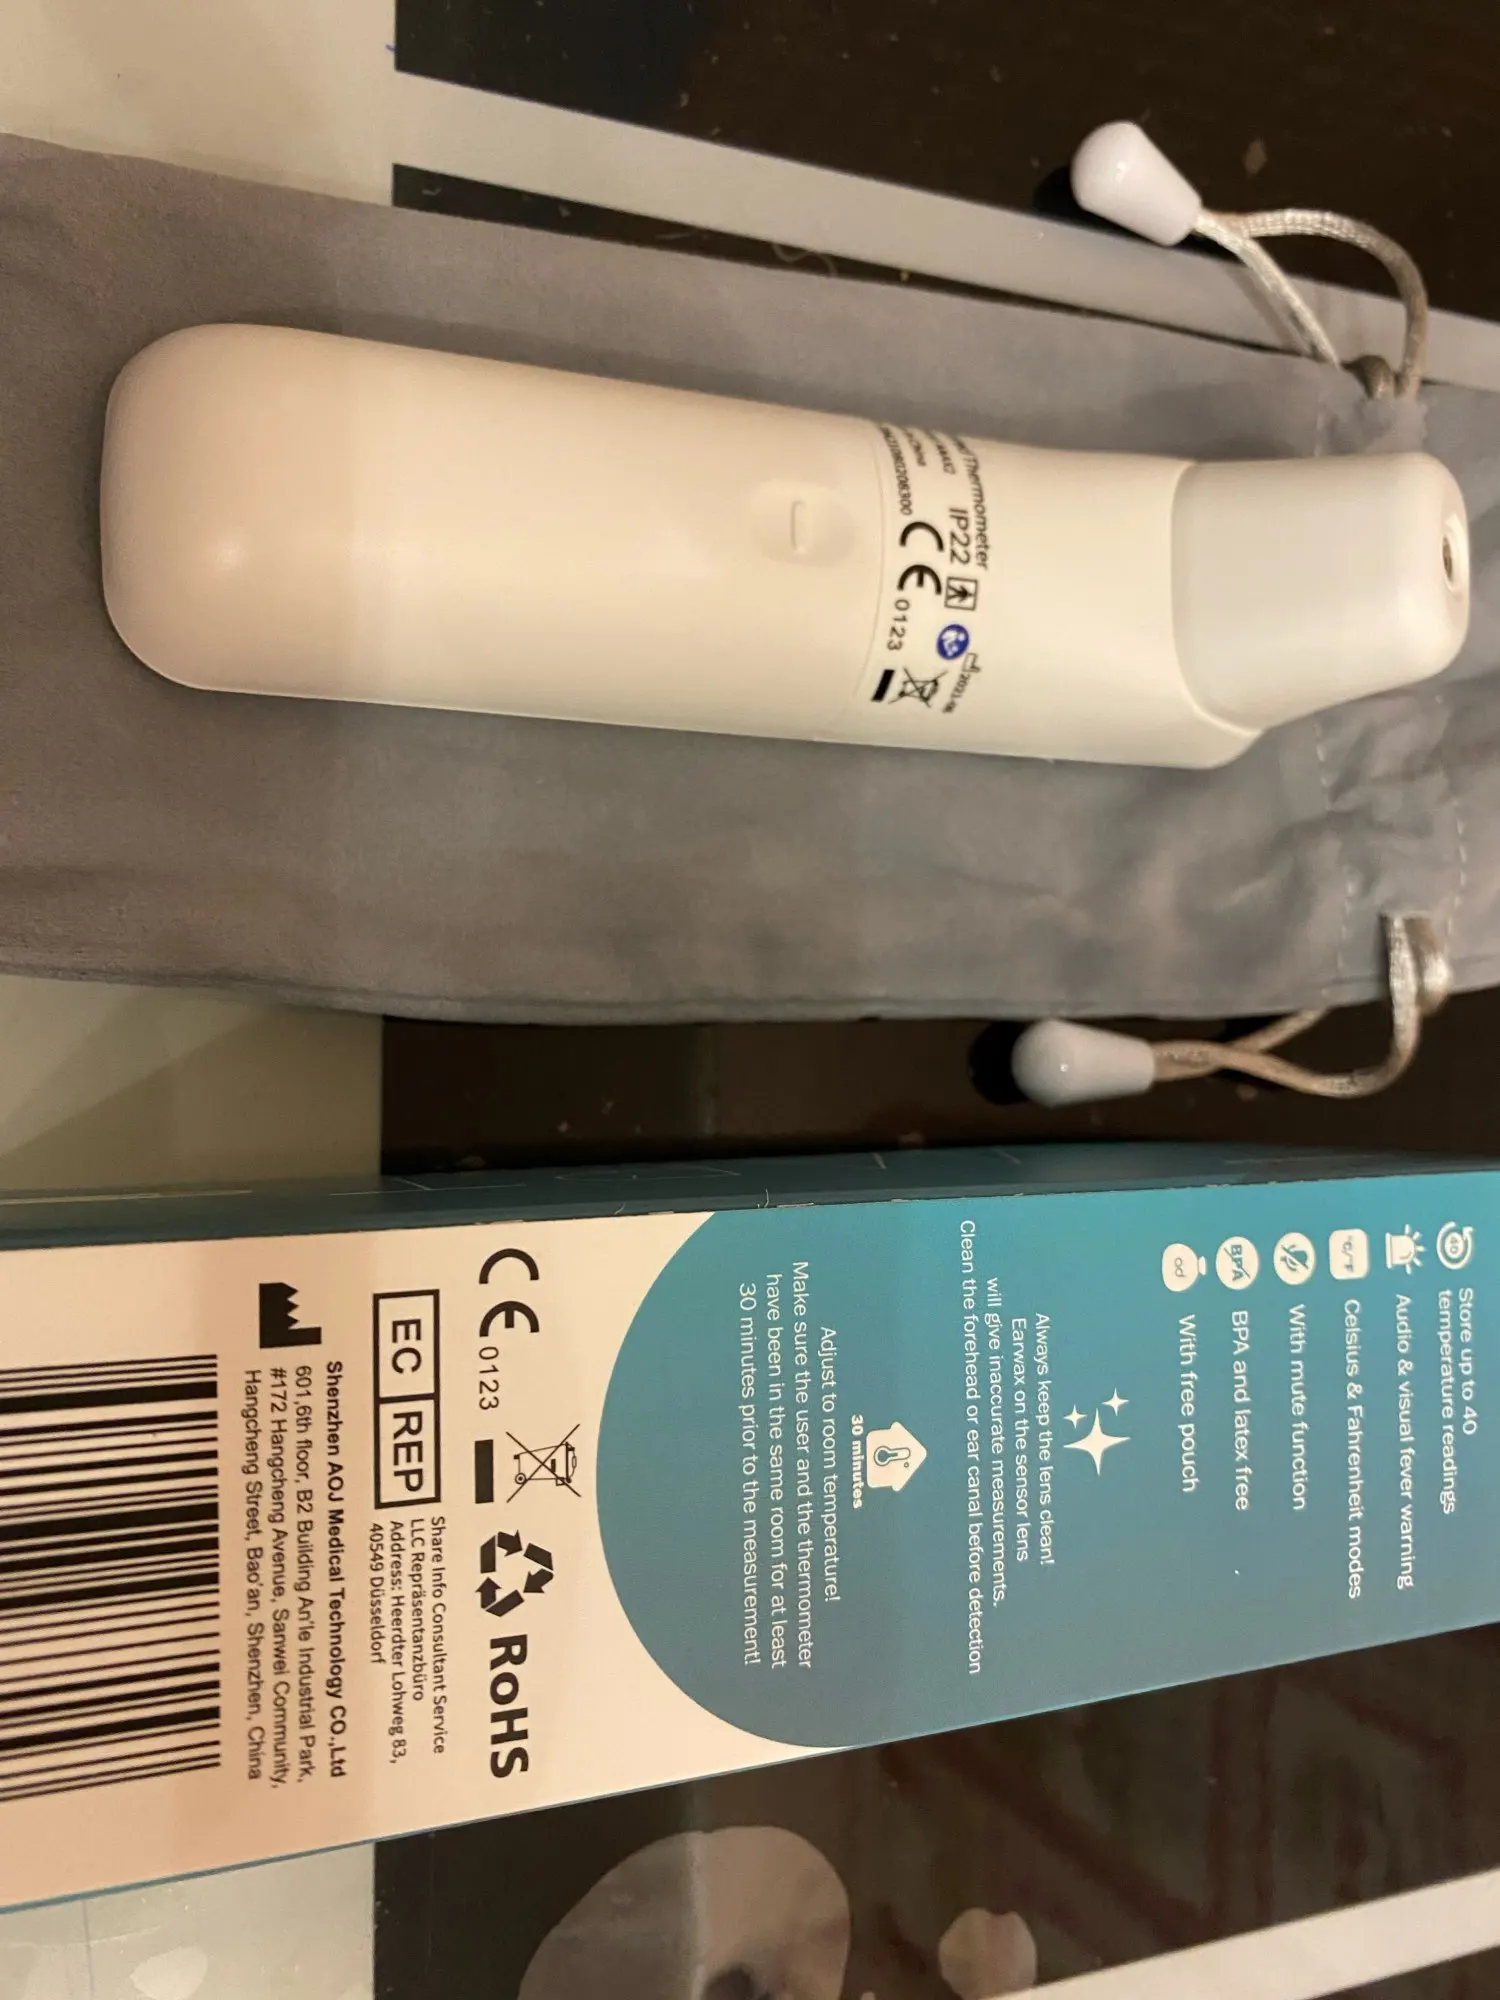 Thermometer
IP22
China
CE 0123
Store up to 40
temperature readings
Audio & visual fever warning
°C/°F
Celsius & Fahrenheit modes
With mute function
BPA
BPA and latex free
With free pouch
Always keep the lens clean!
Earwax on the sensor lens
will give inaccurate measurements.
Clean the forehead or ear canal before detection
30 minutes
Adjust to room temperature!
Make sure the user and the thermometer
have been in the same room for at least
30 minutes prior to the measurement!
CE 0123
RoHS
EC REP
Share Info Consultant Service
LLC Repräsentanzbüro
Address: Heerdter Lohweg 83,
40549 Düsseldorf
Shenzhen AOJ Medical Technology CO.,Ltd
601,6th floor, B2 Building An'le Industrial Park,
#172 Hangcheng Avenue, Sanwei Community,
Hangcheng Street, Bao'an, Shenzhen, China